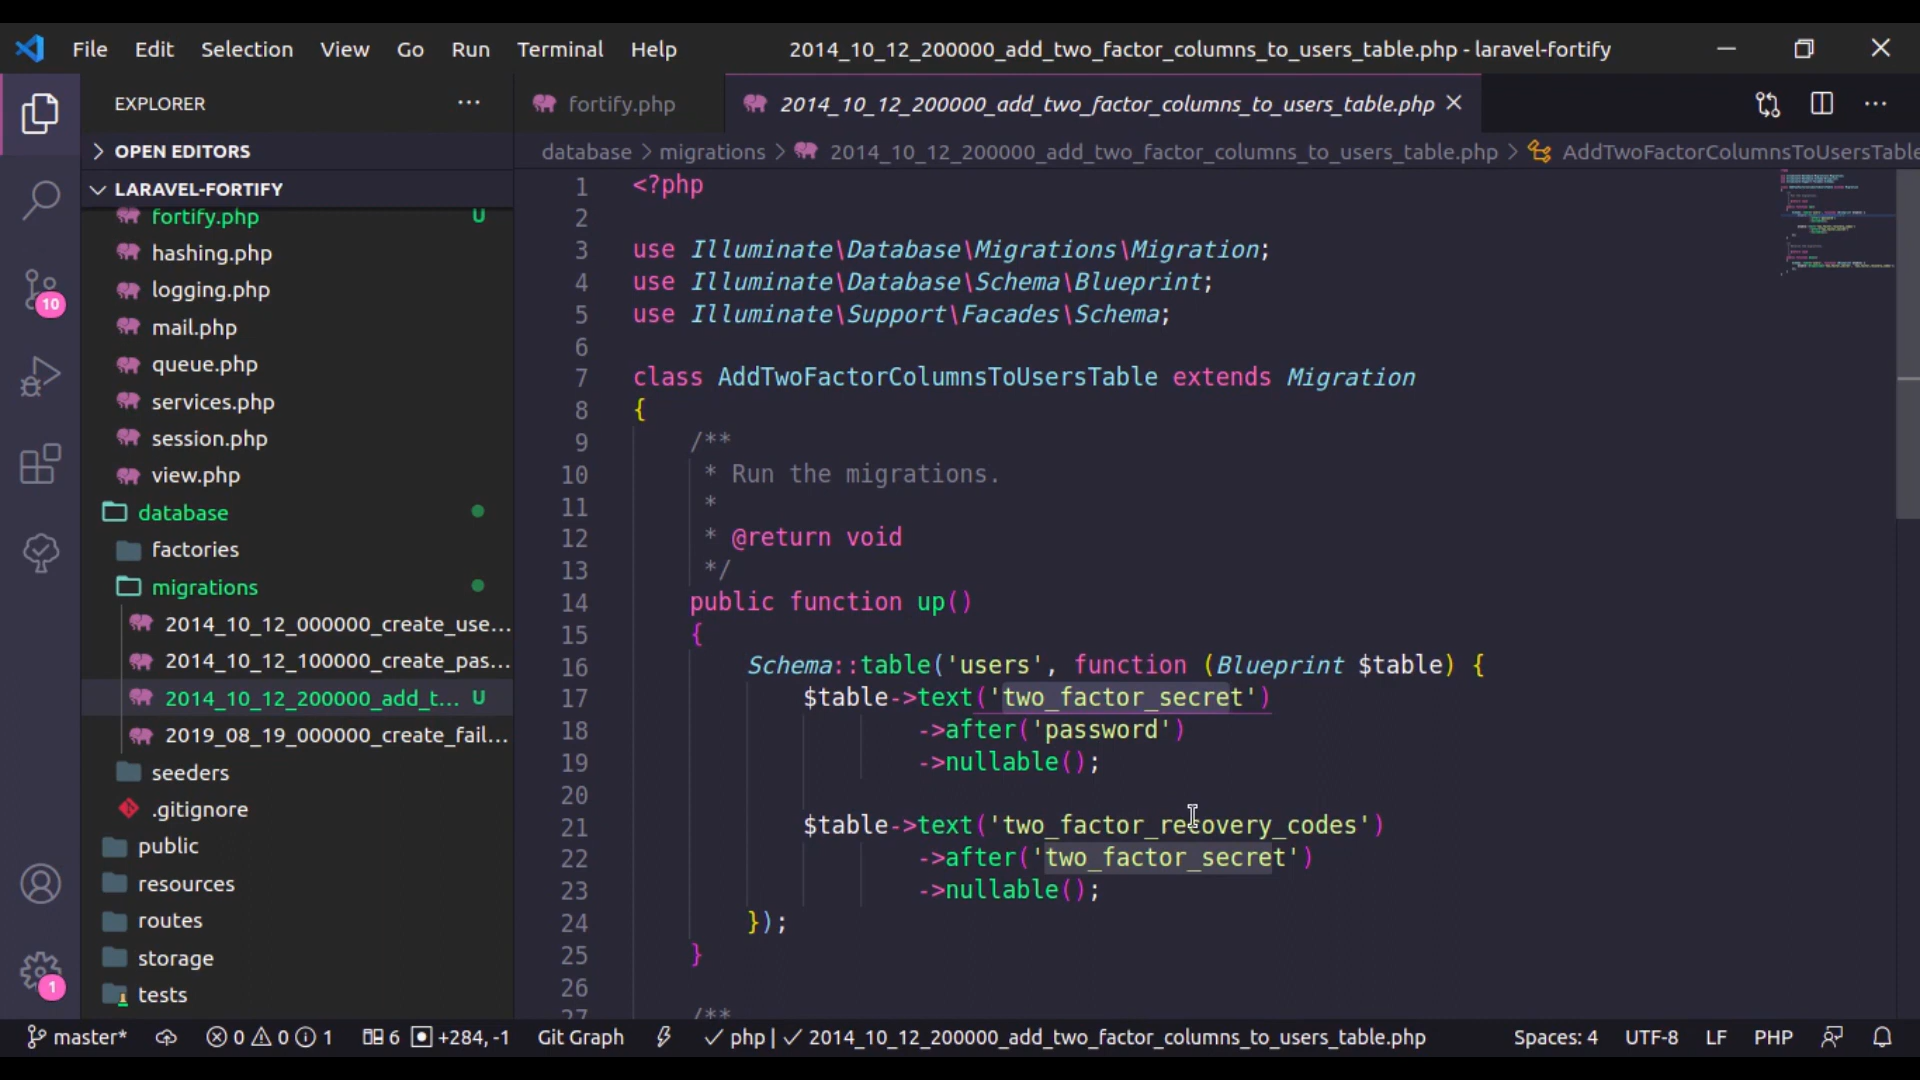 File Edit Selection View Go Run Terminal Help 2014_10_12_200000_add_two_factor_columns_to_users_table.php - laravel-fortify
EXPLORER
OPEN EDITORS
LARAVEL-FORTIFY
fortify.php U
hashing.php
logging.php
mail.php
queue.php
services.php
session.php
view.php
database
factories
migrations
2014_10_12_000000_create_use...
2014_10_12_100000_create_pas...
2014_10_12_200000_add_t... U
2019_08_19_000000_create_fail...
seeders
.gitignore
public
resources
routes
storage
tests
10
1
fortify.php 2014_10_12_200000_add_two_factor_columns_to_users_table.php
database > migrations > 2014_10_12_200000_add_two_factor_columns_to_users_table.php > AddTwoFactorColumnsToUsersTable
1 <?php
2
3 use Illuminate\Database\Migrations\Migration;
4 use Illuminate\Database\Schema\Blueprint;
5 use Illuminate\Support\Facades\Schema;
6
7 class AddTwoFactorColumnsToUsersTable extends Migration
8 {
9 /**
10 * Run the migrations.
11 *
12 * @return void
13 */
14 public function up()
15 {
16 Schema::table('users', function (Blueprint $table) {
17 $table->text('two_factor_secret')
18 ->after('password')
19 ->nullable();
20
21 $table->text('two_factor_recovery_codes')
22 ->after('two_factor_secret')
23 ->nullable();
24 });
25 }
26
27 /**
master* 0 0 1 6 +284, -1 Git Graph php | 2014_10_12_200000_add_two_factor_columns_to_users_table.php Spaces: 4 UTF-8 LF PHP